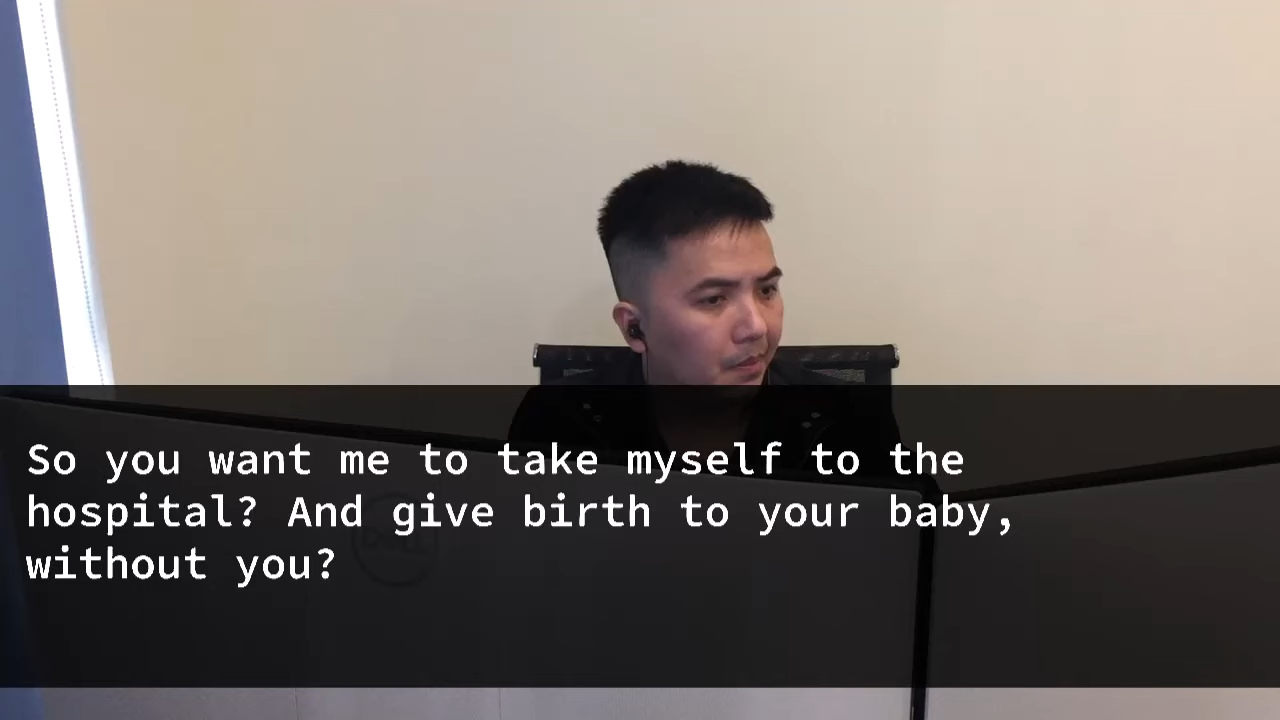 So you want me to take myself to the
hospital? And give birth to your baby,
without you?